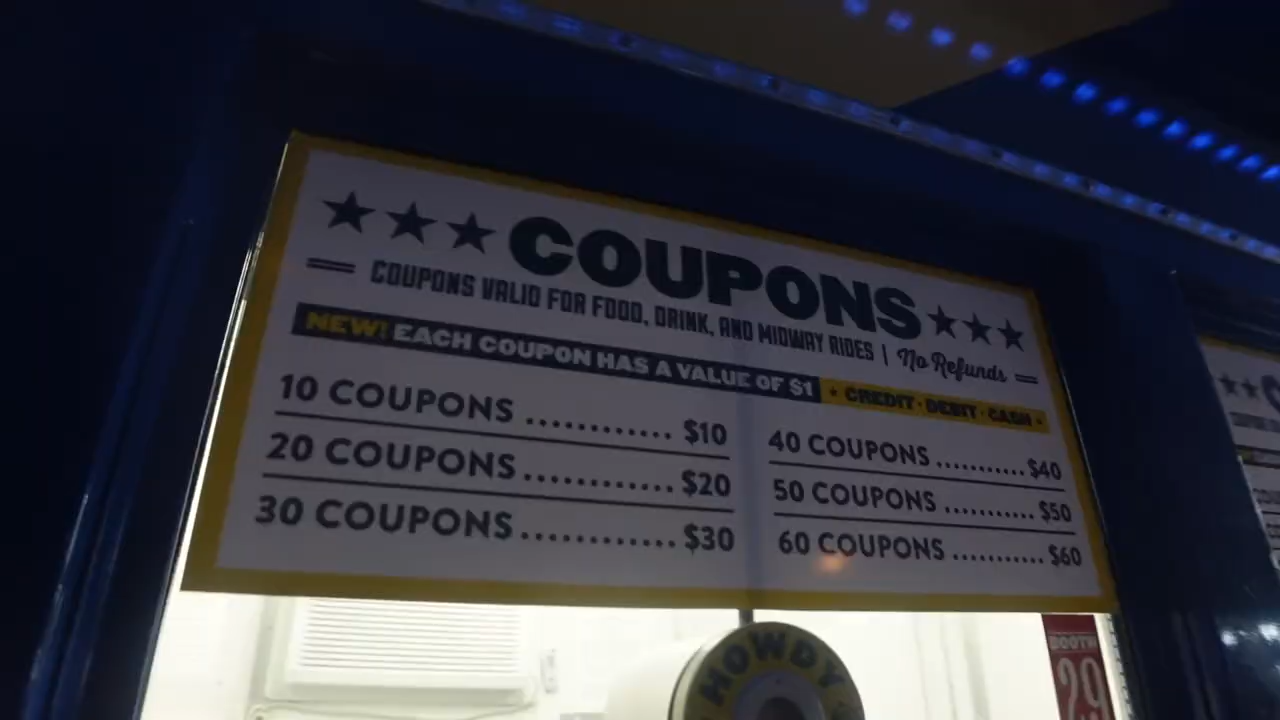 ★★★ COUPONS ★★★
COUPONS VALID FOR FOOD, DRINK, AND MIDWAY RIDES | No Refunds
NEW! EACH COUPON HAS A VALUE OF $1 • CREDIT • DEBIT • CASH •
10 COUPONS ............... $10
20 COUPONS ............... $20
30 COUPONS ............... $30
40 COUPONS ........... $40
50 COUPONS ........... $50
60 COUPONS ........... $60
HOWDY
BOOTH
29